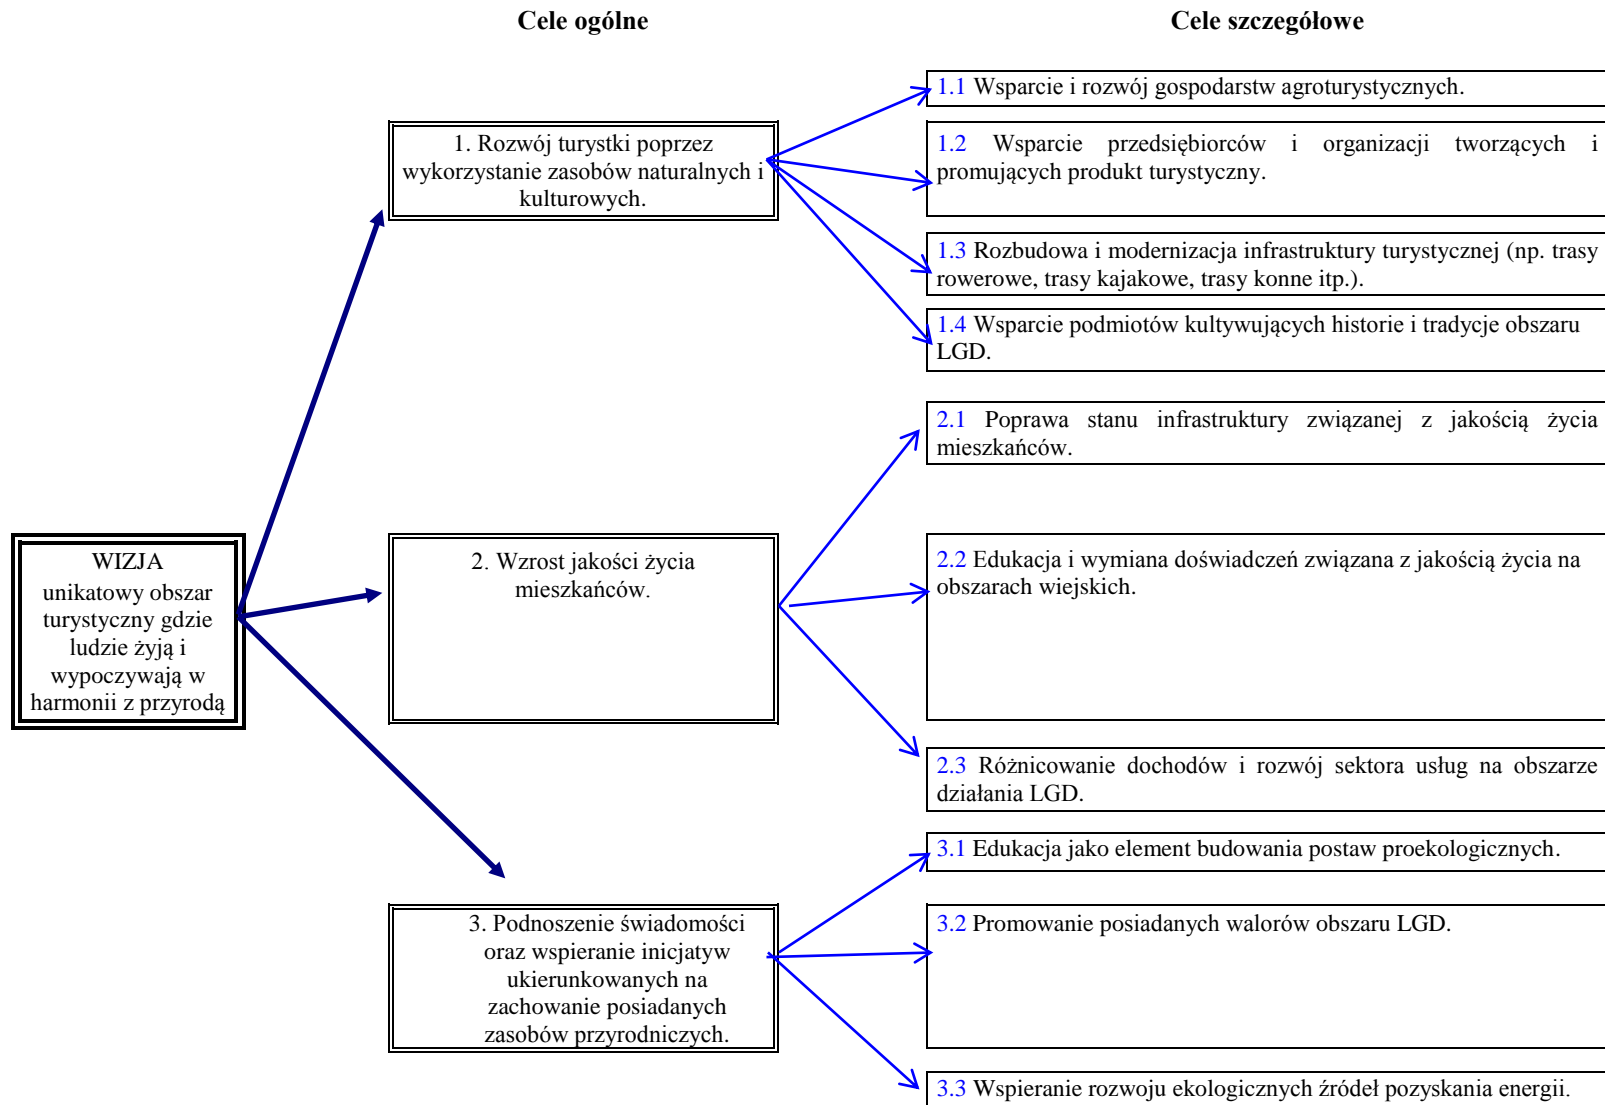 Cele ogólne
Cele szczegółowe
1.1 Wsparcie i rozwój gospodarstw agroturystycznych.
1. Rozwój turystki poprzez
wykorzystanie zasobów naturalnych i
kulturowych.
1.2 Wsparcie przedsiębiorców i organizacji tworzących i
promujących produkt turystyczny.
1.3 Rozbudowa i modernizacja infrastruktury turystycznej (np. trasy
rowerowe, trasy kajakowe, trasy konne itp.).
1.4 Wsparcie podmiotów kultywujących historie i tradycje obszaru
LGD.
2.1 Poprawa stanu infrastruktury związanej z jakością życia
mieszkańców.
WIZJA
unikatowy obszar
turystyczny gdzie
ludzie żyją i
wypoczywają w
harmonii z przyrodą
2. Wzrost jakości życia
mieszkańców.
2.2 Edukacja i wymiana doświadczeń związana z jakością życia na
obszarach wiejskich.
2.3 Różnicowanie dochodów i rozwój sektora usług na obszarze
działania LGD.
3.1 Edukacja jako element budowania postaw proekologicznych.
3. Podnoszenie świadomości
oraz wspieranie inicjatyw
ukierunkowanych na
zachowanie posiadanych
zasobów przyrodniczych.
3.2 Promowanie posiadanych walorów obszaru LGD.
3.3 Wspieranie rozwoju ekologicznych źródeł pozyskania energii.